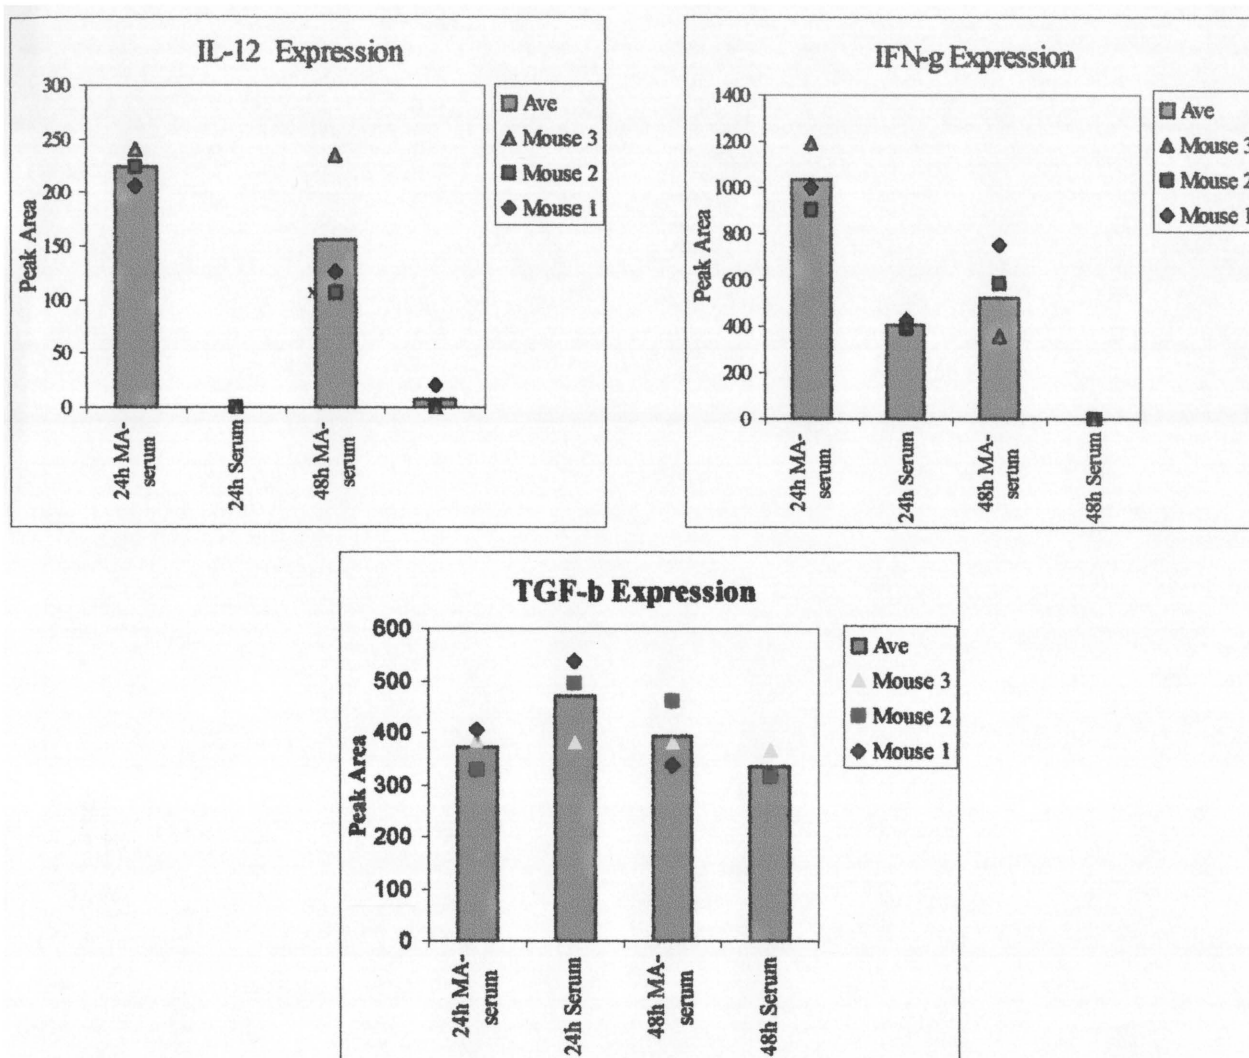 IL-12 Expression
300
250
200
150
100
50
0
Peak Area
x
24h MA-
serum
24h Serum
48h MA-
serum
48h Serum
Ave
Mouse 3
Mouse 2
Mouse 1
IFN-g Expression
1400
1200
1000
800
600
400
200
0
Peak Area
24h MA-
serum
24h Serum
48h MA-
serum
48h Serum
Ave
Mouse 3
Mouse 2
Mouse 1
TGF-b Expression
600
500
400
300
200
100
0
Peak Area
24h MA-
serum
24h Serum
48h MA-
serum
48h Serum
Ave
Mouse 3
Mouse 2
Mouse 1